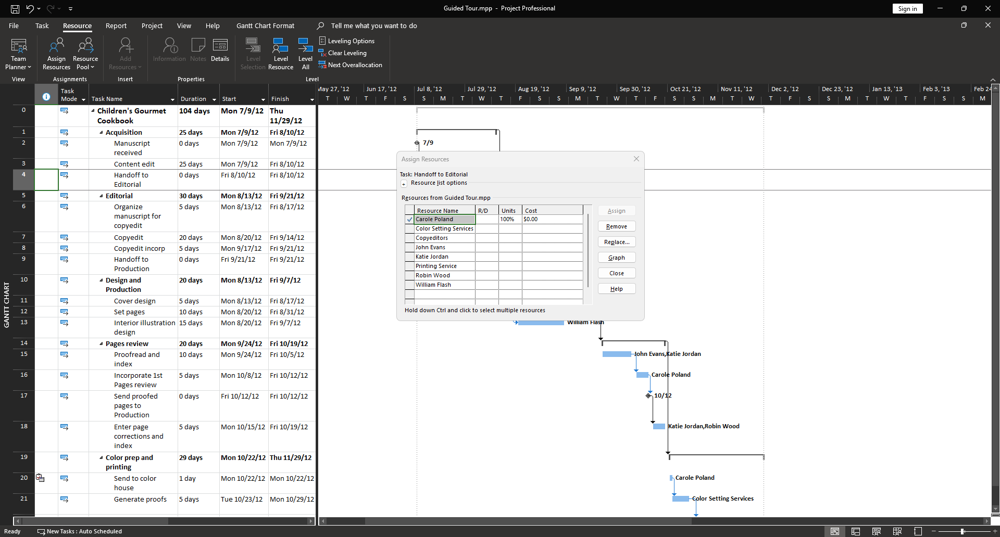 Guided Tour.mpp - Project Professional
Sign in
File Task Resource Report Project View Help Gantt Chart Format Tell me what you want to do
Team Planner
Assign Resources
Resource Pool
Add Resources
Information
Notes
Details
Level Selection
Level Resource
Level All
Leveling Options
Clear Leveling
Next Overallocation
View Assignments Insert Properties Level
Task Mode Task Name Duration Start Finish
May 27, '12 Jun 17, '12 Jul 8, '12 Jul 29, '12 Aug 19, '12 Sep 9, '12 Sep 30, '12 Oct 21, '12 Nov 11, '12 Dec 2, '12 Dec 23, '12 Jan 13, '13 Feb 3, '13 Feb 24
T W T F S S M T W T F S S M T W T F S S M T W T F S S M T W T F S S M
0 Children's Gourmet Cookbook 104 days Mon 7/9/12 Thu 11/29/12
1 Acquisition 25 days Mon 7/9/12 Fri 8/10/12
2 Manuscript received 0 days Mon 7/9/12 Mon 7/9/12
7/9
3 Content edit 25 days Mon 7/9/12 Fri 8/10/12
4 Handoff to Editorial 0 days Fri 8/10/12 Fri 8/10/12
5 Editorial 30 days Mon 8/13/12 Fri 9/21/12
6 Organize manuscript for copyedit 5 days Mon 8/13/12 Fri 8/17/12
7 Copyedit 20 days Mon 8/20/12 Fri 9/14/12
8 Copyedit incorp 5 days Mon 9/17/12 Fri 9/21/12
9 Handoff to Production 0 days Fri 9/21/12 Fri 9/21/12
10 Design and Production 20 days Mon 8/13/12 Fri 9/7/12
11 Cover design 5 days Mon 8/13/12 Fri 8/17/12
12 Set pages 10 days Mon 8/20/12 Fri 8/31/12
13 Interior illustration design 15 days Mon 8/20/12 Fri 9/7/12
William Flash
14 Pages review 20 days Mon 9/24/12 Fri 10/19/12
15 Proofread and index 10 days Mon 9/24/12 Fri 10/5/12
John Evans,Katie Jordan
16 Incorporate 1st Pages review 5 days Mon 10/8/12 Fri 10/12/12
Carole Poland
17 Send proofed pages to Production 0 days Fri 10/12/12 Fri 10/12/12
10/12
18 Enter page corrections and index 5 days Mon 10/15/12 Fri 10/19/12
Katie Jordan,Robin Wood
19 Color prep and printing 29 days Mon 10/22/12 Thu 11/29/12
20 Send to color house 1 day Mon 10/22/12 Mon 10/22/12
Carole Poland
21 Generate proofs 5 days Tue 10/23/12 Mon 10/29/12
Color Setting Services
GANTT CHART
Assign Resources
Task: Handoff to Editorial
+ Resource list options
Resources from Guided Tour.mpp
Resource Name R/D Units Cost
Carole Poland 100% $0.00
Color Setting Services
Copyeditors
John Evans
Katie Jordan
Printing Service
Robin Wood
William Flash
Assign
Remove
Replace...
Graph
Close
Help
Hold down Ctrl and click to select multiple resources
Ready New Tasks : Auto Scheduled